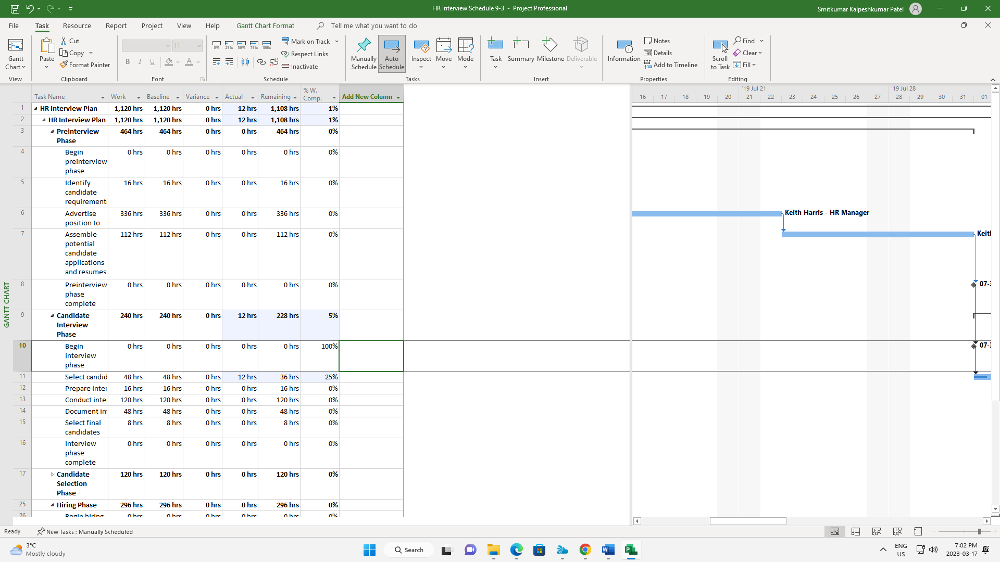 HR Interview Schedule 9-3 - Project Professional
Smitkumar Kalpeshkumar Patel
File Task Resource Report Project View Help Gantt Chart Format Tell me what you want to do
Gantt Chart
View
Paste
Cut
Copy
Format Painter
Clipboard
11
B I U A
Font
0% 25% 50% 75% 100%
Mark on Track
Respect Links
Inactivate
Schedule
Manually Schedule
Auto Schedule
Inspect
Move
Mode
Tasks
Task
Summary
Milestone
Deliverable
Insert
Information
Notes
Details
Add to Timeline
Properties
Scroll to Task
Find
Clear
Fill
Editing
Task Name Work Baseline Variance Actual Remaining % W. Comp. Add New Column
'19 Jul 21 '19 Jul 28
16 17 18 19 20 21 22 23 24 25 26 27 28 29 30 31 01
1 HR Interview Plan 1,120 hrs 1,120 hrs 0 hrs 12 hrs 1,108 hrs 1%
2 HR Interview Plan 1,120 hrs 1,120 hrs 0 hrs 12 hrs 1,108 hrs 1%
3 Preinterview 464 hrs 464 hrs 0 hrs 0 hrs 464 hrs 0%
Phase
4 Begin 0 hrs 0 hrs 0 hrs 0 hrs 0 hrs 0%
preinterview
phase
5 Identify 16 hrs 16 hrs 0 hrs 0 hrs 16 hrs 0%
candidate
requirement
6 Advertise 336 hrs 336 hrs 0 hrs 0 hrs 336 hrs 0%
position to
Keith Harris - HR Manager
7 Assemble 112 hrs 112 hrs 0 hrs 0 hrs 112 hrs 0%
potential
candidate
applications
and resumes
Keith
8 Preinterview 0 hrs 0 hrs 0 hrs 0 hrs 0 hrs 0%
phase
complete
07-3
9 Candidate 240 hrs 240 hrs 0 hrs 12 hrs 228 hrs 5%
Interview
Phase
10 Begin 0 hrs 0 hrs 0 hrs 0 hrs 0 hrs 100%
interview
phase
07-3
11 Select candid 48 hrs 48 hrs 0 hrs 12 hrs 36 hrs 25%
12 Prepare inter 16 hrs 16 hrs 0 hrs 0 hrs 16 hrs 0%
13 Conduct inte 120 hrs 120 hrs 0 hrs 0 hrs 120 hrs 0%
14 Document in 48 hrs 48 hrs 0 hrs 0 hrs 48 hrs 0%
15 Select final 8 hrs 8 hrs 0 hrs 0 hrs 8 hrs 0%
candidates
16 Interview 0 hrs 0 hrs 0 hrs 0 hrs 0 hrs 0%
phase
complete
17 Candidate 120 hrs 120 hrs 0 hrs 0 hrs 120 hrs 0%
Selection
Phase
25 Hiring Phase 296 hrs 296 hrs 0 hrs 0 hrs 296 hrs 0%
26 Begin hiring 0 hrs 0 hrs 0 hrs 0 hrs 0 hrs 0%
GANTT CHART
Ready New Tasks : Manually Scheduled
3°C
Mostly cloudy
Search
ENG
US
7:02 PM
2023-03-17